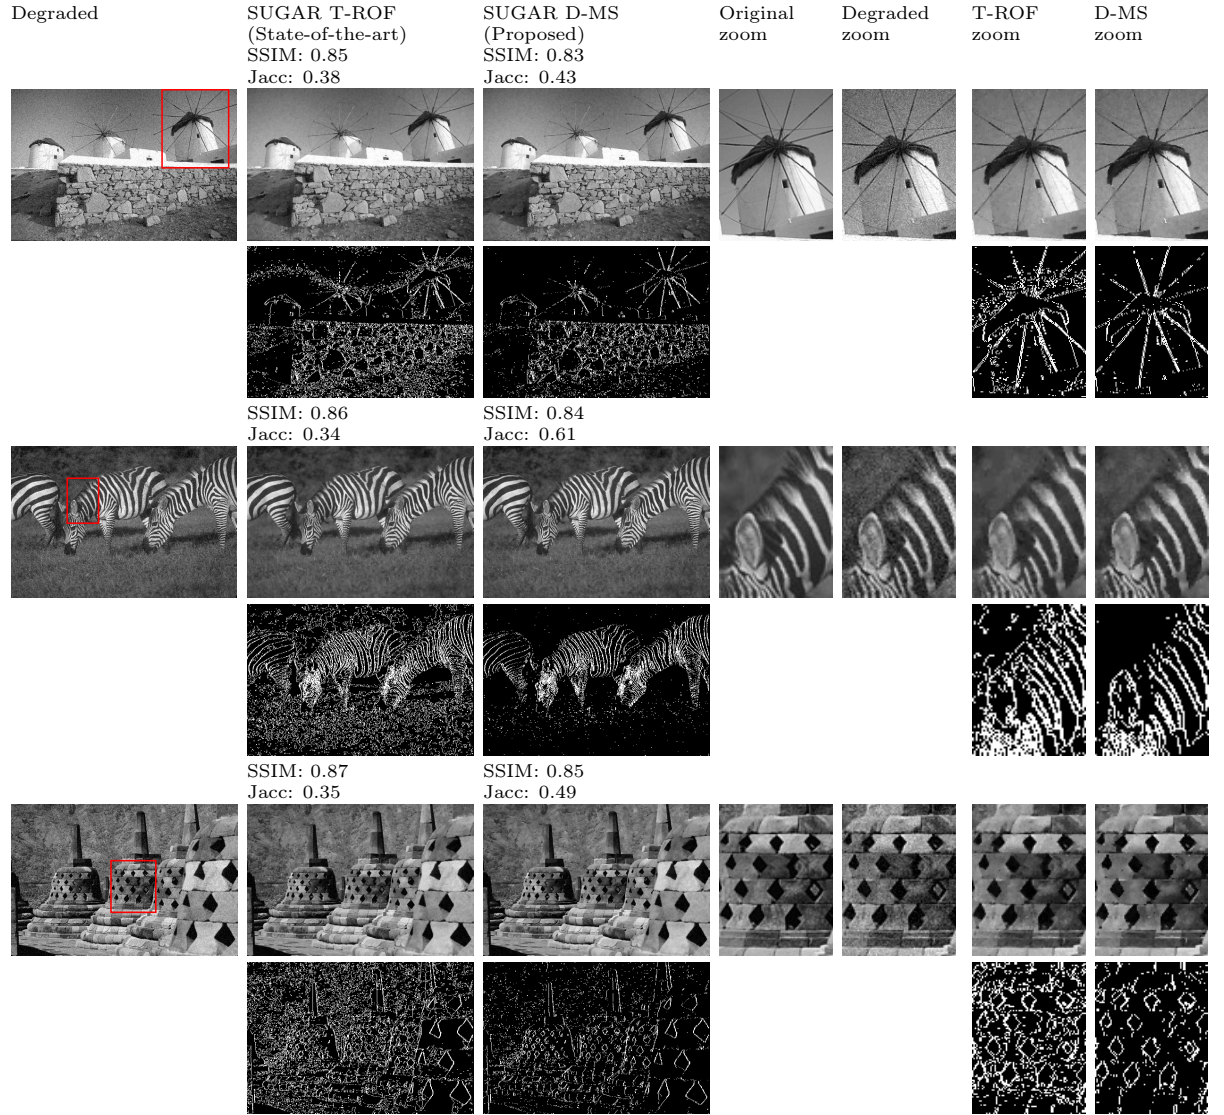 Degraded
SUGAR T-ROF
(State-of-the-art)
SSIM: 0.85
Jacc: 0.38
SUGAR D-MS
(Proposed)
SSIM: 0.83
Jacc: 0.43
Original
zoom
Degraded
zoom
T-ROF
zoom
D-MS
zoom
SSIM: 0.86
Jacc: 0.34
SSIM: 0.84
Jacc: 0.61
SSIM: 0.87
Jacc: 0.35
SSIM: 0.85
Jacc: 0.49